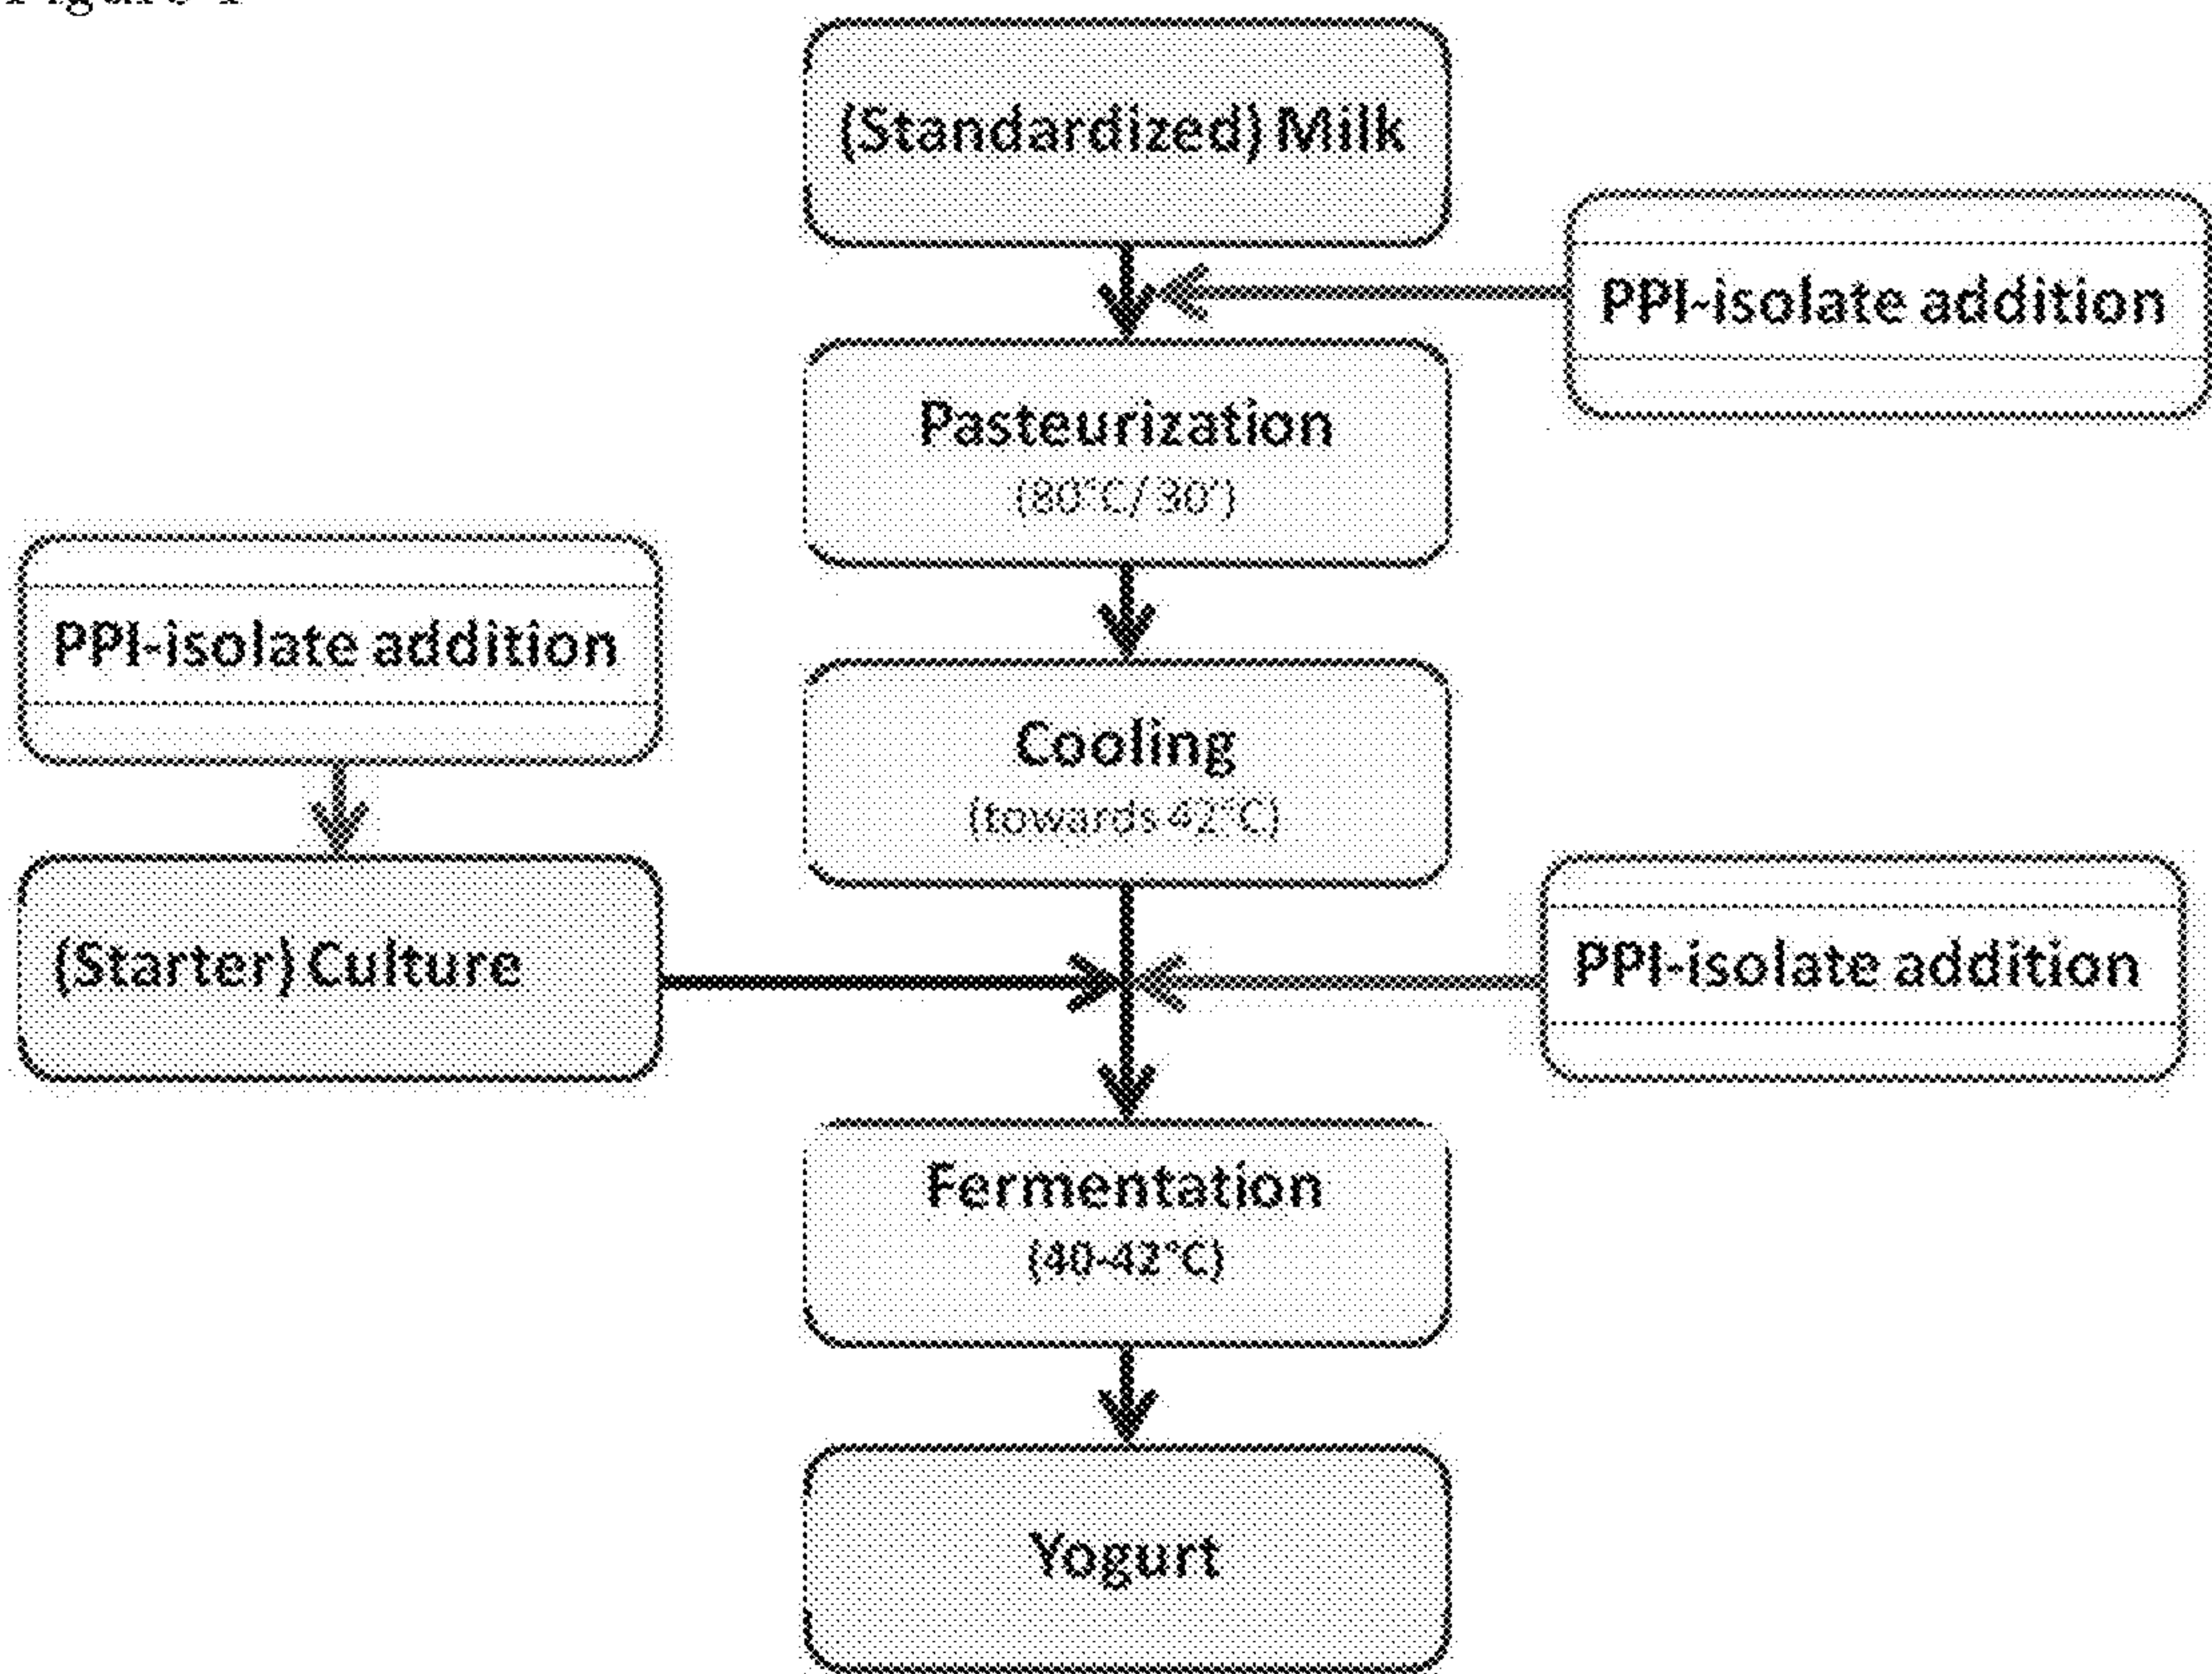 (Standardized) Milk
PPI-isolate addition
Pasteurization
(80°C/ 30')
PPI-isolate addition
Cooling
(towards 42°C)
(Starter) Culture
PPI-isolate addition
Fermentation
(40-42°C)
Yogurt